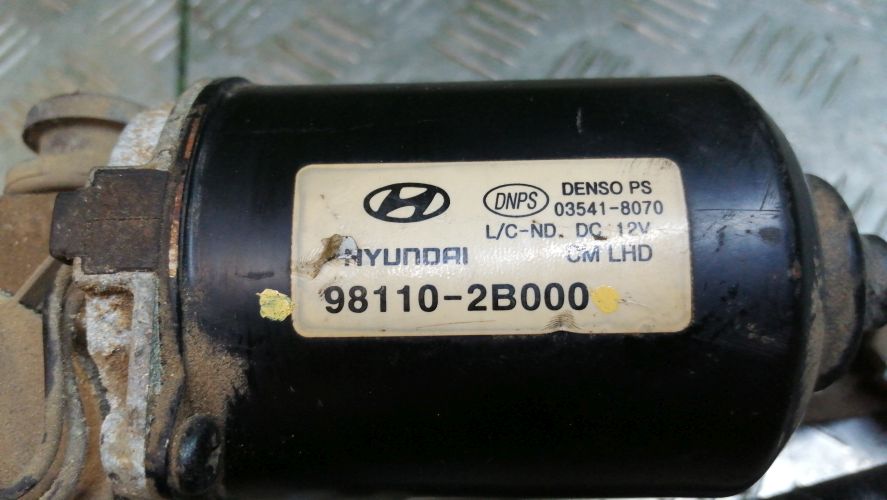 DNPS
DENSO PS
03541-8070
L/C-ND. DC 12V
HYUNDAI
CM LHD
98110-2B000